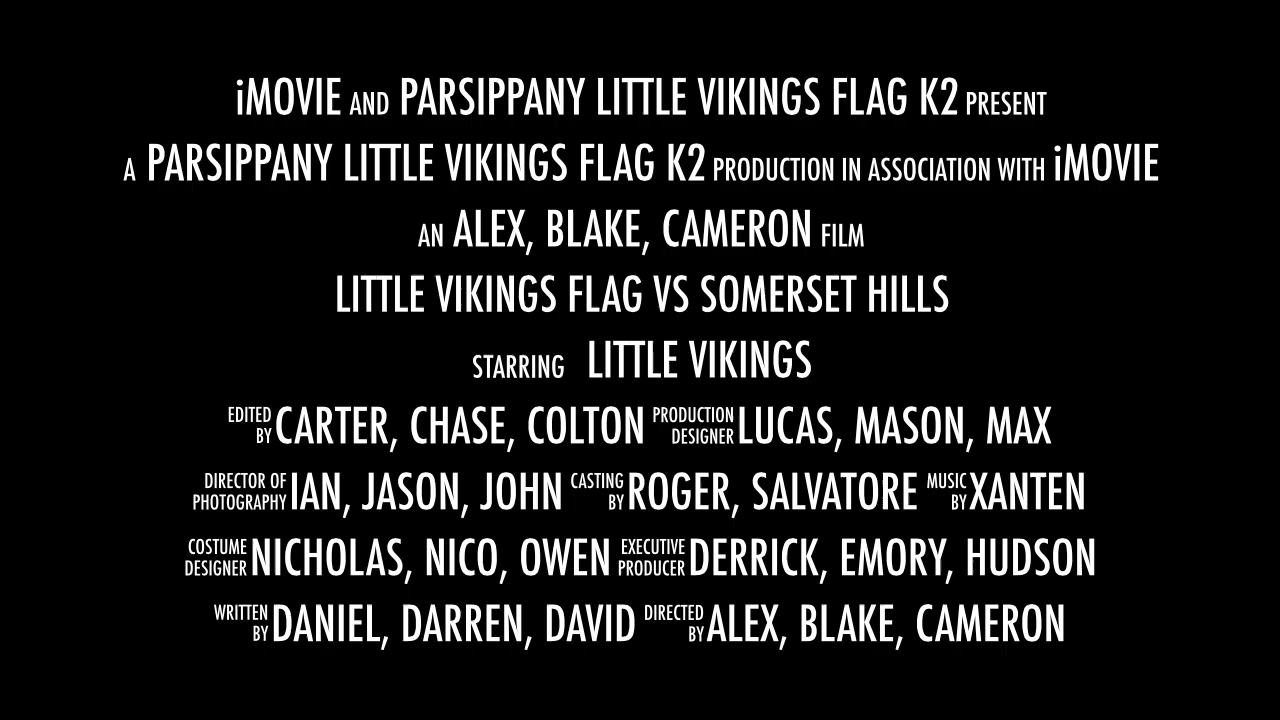 iMOVIE AND PARSIPPANY LITTLE VIKINGS FLAG K2 PRESENT
A PARSIPPANY LITTLE VIKINGS FLAG K2 PRODUCTION IN ASSOCIATION WITH iMOVIE
AN ALEX, BLAKE, CAMERON FILM
LITTLE VIKINGS FLAG VS SOMERSET HILLS
STARRING LITTLE VIKINGS
EDITED BY CARTER, CHASE, COLTON PRODUCTION DESIGNER LUCAS, MASON, MAX
DIRECTOR OF PHOTOGRAPHY IAN, JASON, JOHN CASTING BY ROGER, SALVATORE MUSIC BY XANTEN
COSTUME DESIGNER NICHOLAS, NICO, OWEN EXECUTIVE PRODUCER DERRICK, EMORY, HUDSON
WRITTEN BY DANIEL, DARREN, DAVID DIRECTED BY ALEX, BLAKE, CAMERON